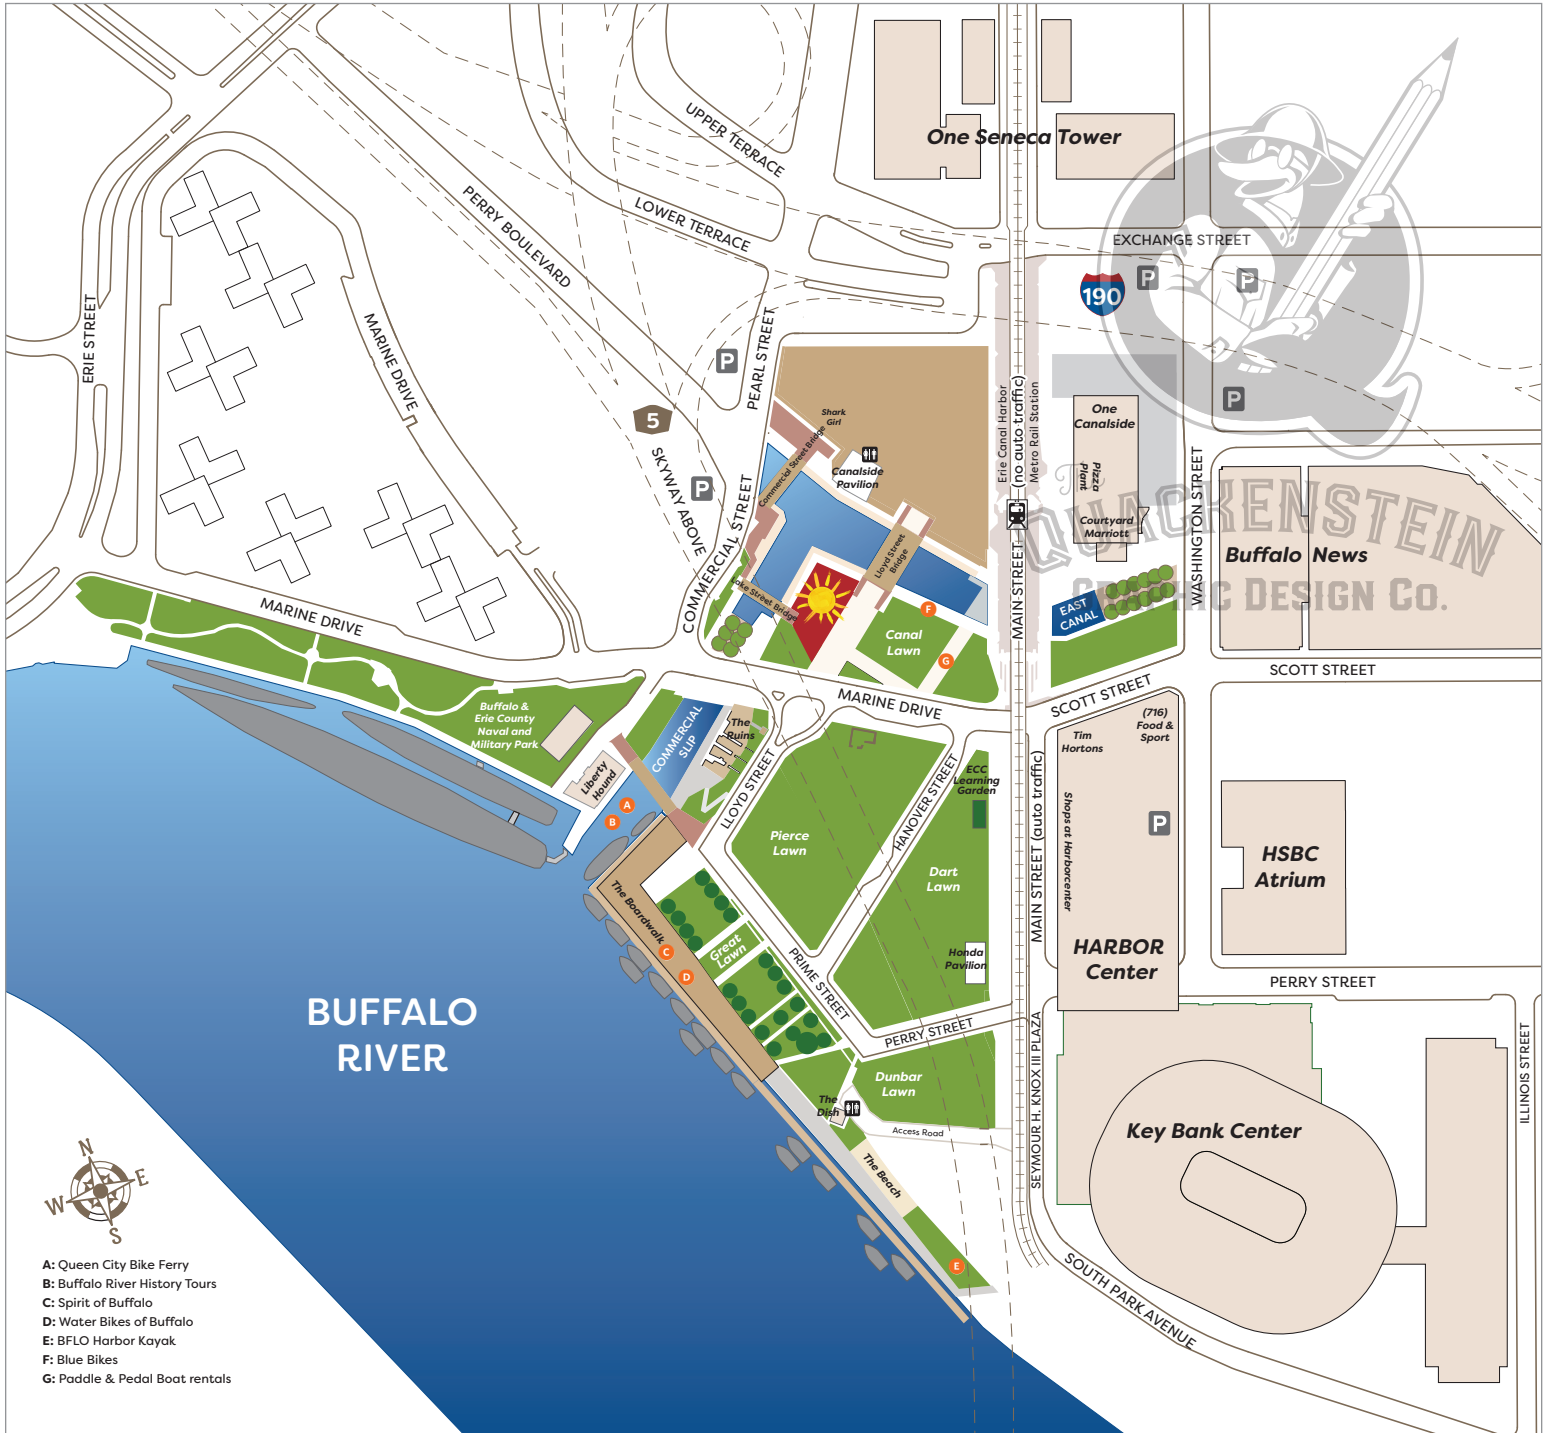 One Seneca Tower
UPPER TERRACE
LOWER TERRACE
PERRY BOULEVARD
EXCHANGE STREET
190
P
P
P
P
P
P
ERIE STREET
MARINE DRIVE
PEARL STREET
5
SKYWAY ABOVE
COMMERCIAL STREET
Shark
Girl
Commercial Street Bridge
Canalside
Pavilion
Erie Canal Harbor
(no auto traffic)
Metro Rail Station
One
Canalside
Pizza
Plant
Courtyard
Marriott
WASHINGTON STREET
The
QUACKENSTEIN
GRAPHIC DESIGN CO.
Buffalo News
Lloyd Street
Bridge
Lake Street Bridge
MAIN STREET
EAST
CANAL
MARINE DRIVE
F
Canal
Lawn
G
SCOTT STREET
SCOTT STREET
MARINE DRIVE
Buffalo &
Erie County
Naval and
Military Park
COMMERCIAL
SLIP
The
Ruins
Liberty
Hound
A
B
LLOYD STREET
HANOVER STREET
ECC
Learning
Garden
Pierce
Lawn
Dart
Lawn
MAIN STREET (auto traffic)
Tim
Hortons
(716)
Food &
Sport
Shops at Harborcenter
HSBC
Atrium
HARBOR
Center
The Boardwalk
C
D
Great
Lawn
Honda
Pavilion
PRIME STREET
PERRY STREET
PERRY STREET
BUFFALO
RIVER
Dunbar
Lawn
The
Dish
Access Road
The Beach
E
SEYMOUR H. KNOX III PLAZA
Key Bank Center
ILLINOIS STREET
SOUTH PARK AVENUE
N
W
E
S
A: Queen City Bike Ferry
B: Buffalo River History Tours
C: Spirit of Buffalo
D: Water Bikes of Buffalo
E: BFLO Harbor Kayak
F: Blue Bikes
G: Paddle & Pedal Boat rentals